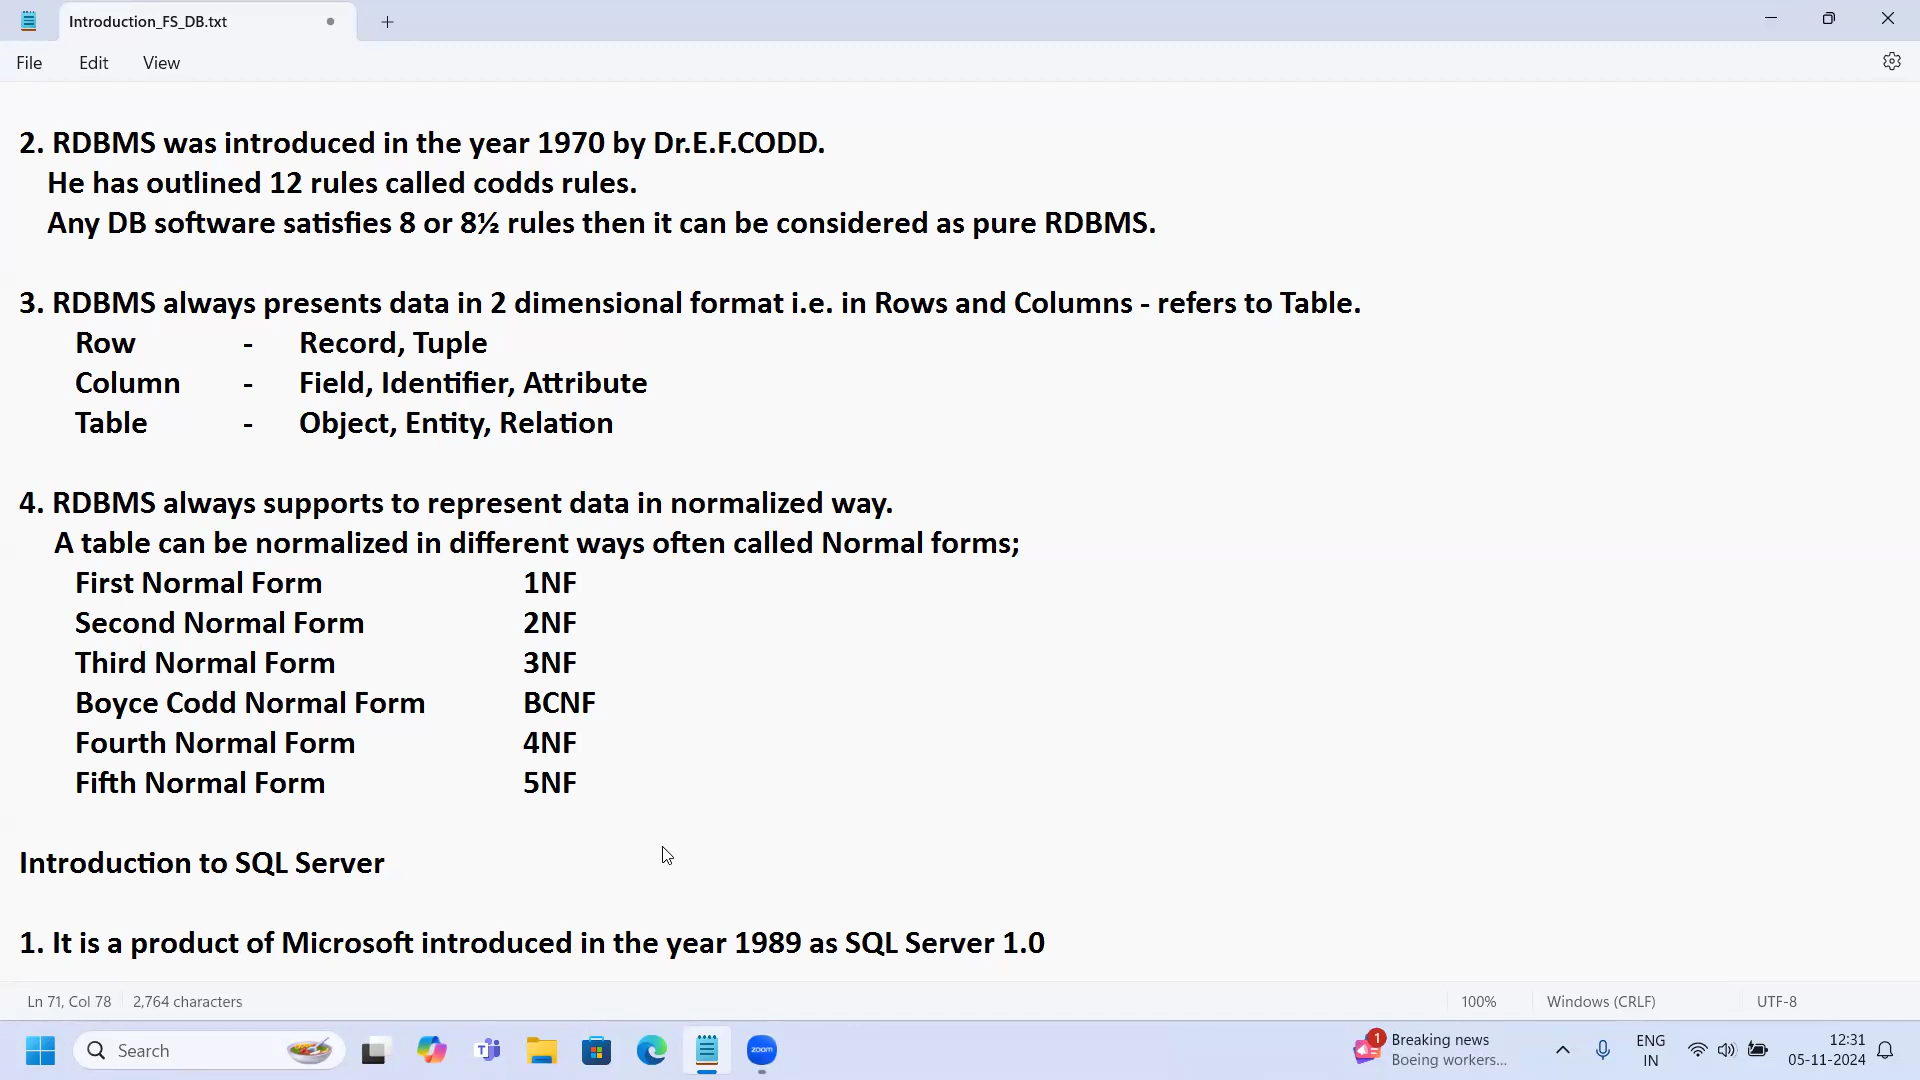 Introduction_FS_DB.txt
File Edit View
2. RDBMS was introduced in the year 1970 by Dr.E.F.CODD.
He has outlined 12 rules called codds rules.
Any DB software satisfies 8 or 8½ rules then it can be considered as pure RDBMS.
3. RDBMS always presents data in 2 dimensional format i.e. in Rows and Columns - refers to Table.
Row - Record, Tuple
Column - Field, Identifier, Attribute
Table - Object, Entity, Relation
4. RDBMS always supports to represent data in normalized way.
A table can be normalized in different ways often called Normal forms;
First Normal Form 1NF
Second Normal Form 2NF
Third Normal Form 3NF
Boyce Codd Normal Form BCNF
Fourth Normal Form 4NF
Fifth Normal Form 5NF
Introduction to SQL Server
1. It is a product of Microsoft introduced in the year 1989 as SQL Server 1.0
Ln 71, Col 78 2,764 characters 100% Windows (CRLF) UTF-8
Search zoom 1 Breaking news ENG 12:31
Boeing workers... IN 05-11-2024